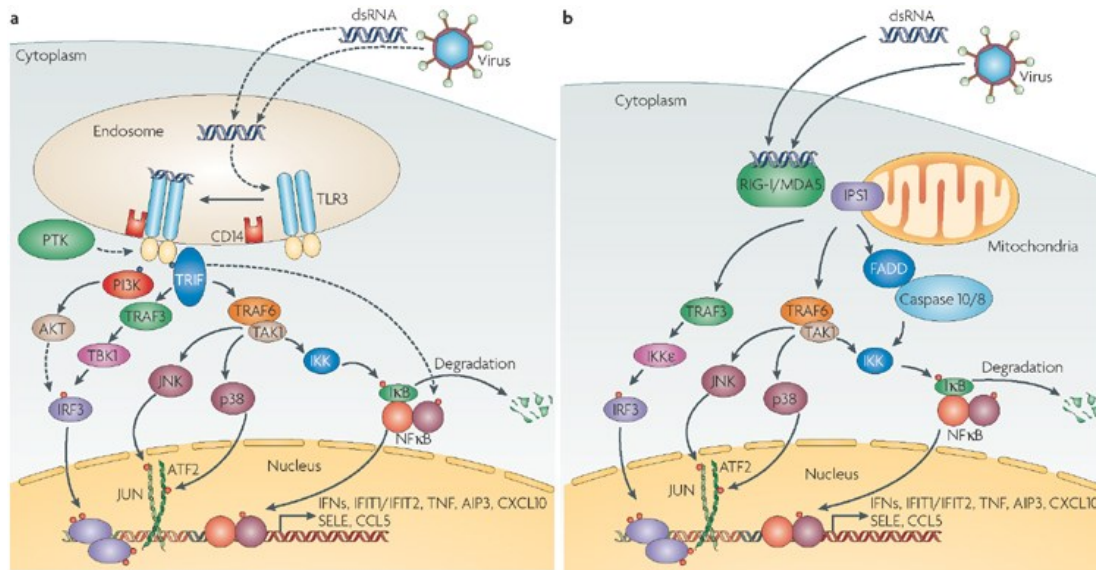 a
dsRNA
Virus
Cytoplasm
Endosome
TLR3
CD14
PTK
PI3K
TRIF
AKT
TRAF3
TRAF6
TAK1
TBK1
IKK
Degradation
JNK
p38
IκB
IRF3
NFκB
Nucleus
ATF2
JUN
IFNs, IFIT1/IFIT2, TNF, AIP3, CXCL10
SELE, CCL5
b
dsRNA
Virus
Cytoplasm
RIG-I/MDA5
IPS1
Mitochondria
FADD
Caspase 10/8
TRAF3
TRAF6
TAK1
IKKε
IKK
Degradation
JNK
p38
IκB
IRF3
NFκB
Nucleus
ATF2
JUN
IFNs, IFIT1/IFIT2, TNF, AIP3, CXCL10
SELE, CCL5